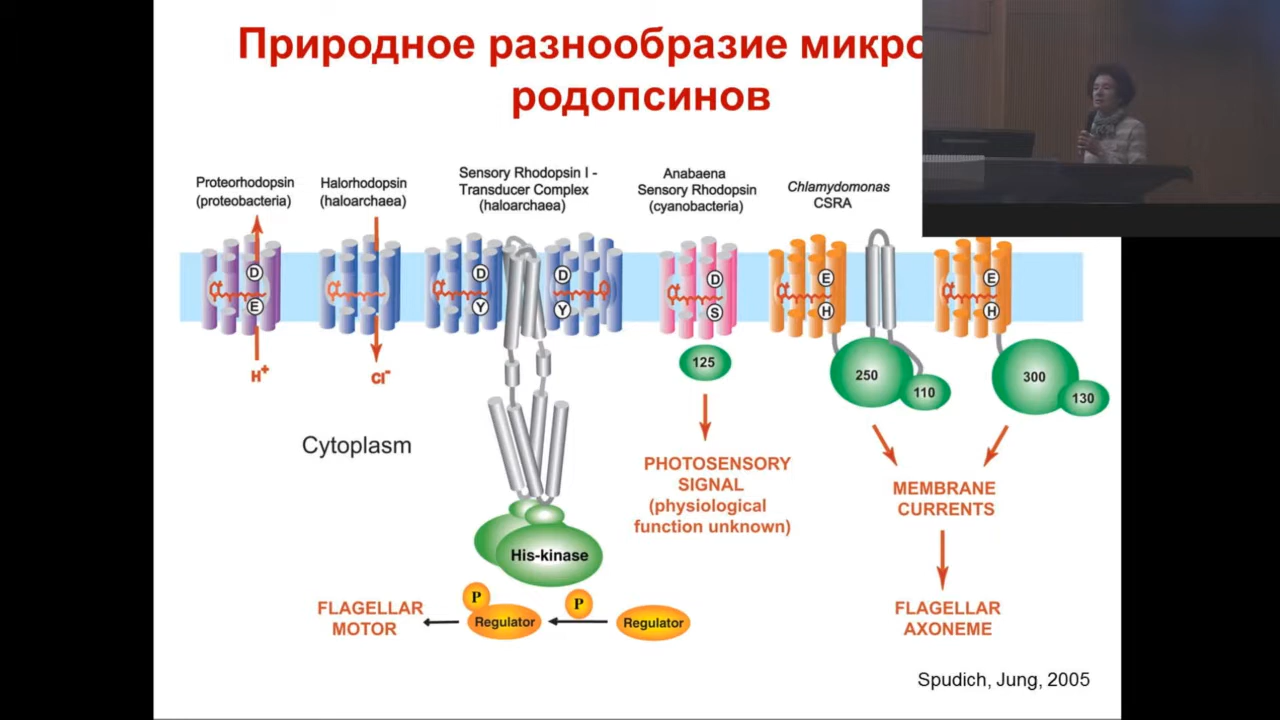 Природное разнообразие микро
родопсинов
Proteorhodopsin
(proteobacteria)
Halorhodopsin
(haloarchaea)
Sensory Rhodopsin I -
Transducer Complex
(haloarchaea)
Anabaena
Sensory Rhodopsin
(cyanobacteria)
Chlamydomonas
CSRA
D
E
D
Y
D
Y
D
S
E
H
E
H
H+
Cl-
125
250
110
300
130
Cytoplasm
PHOTOSENSORY
SIGNAL
(physiological
function unknown)
MEMBRANE
CURRENTS
His-kinase
FLAGELLAR
MOTOR
P
Regulator
P
Regulator
FLAGELLAR
AXONEME
Spudich, Jung, 2005